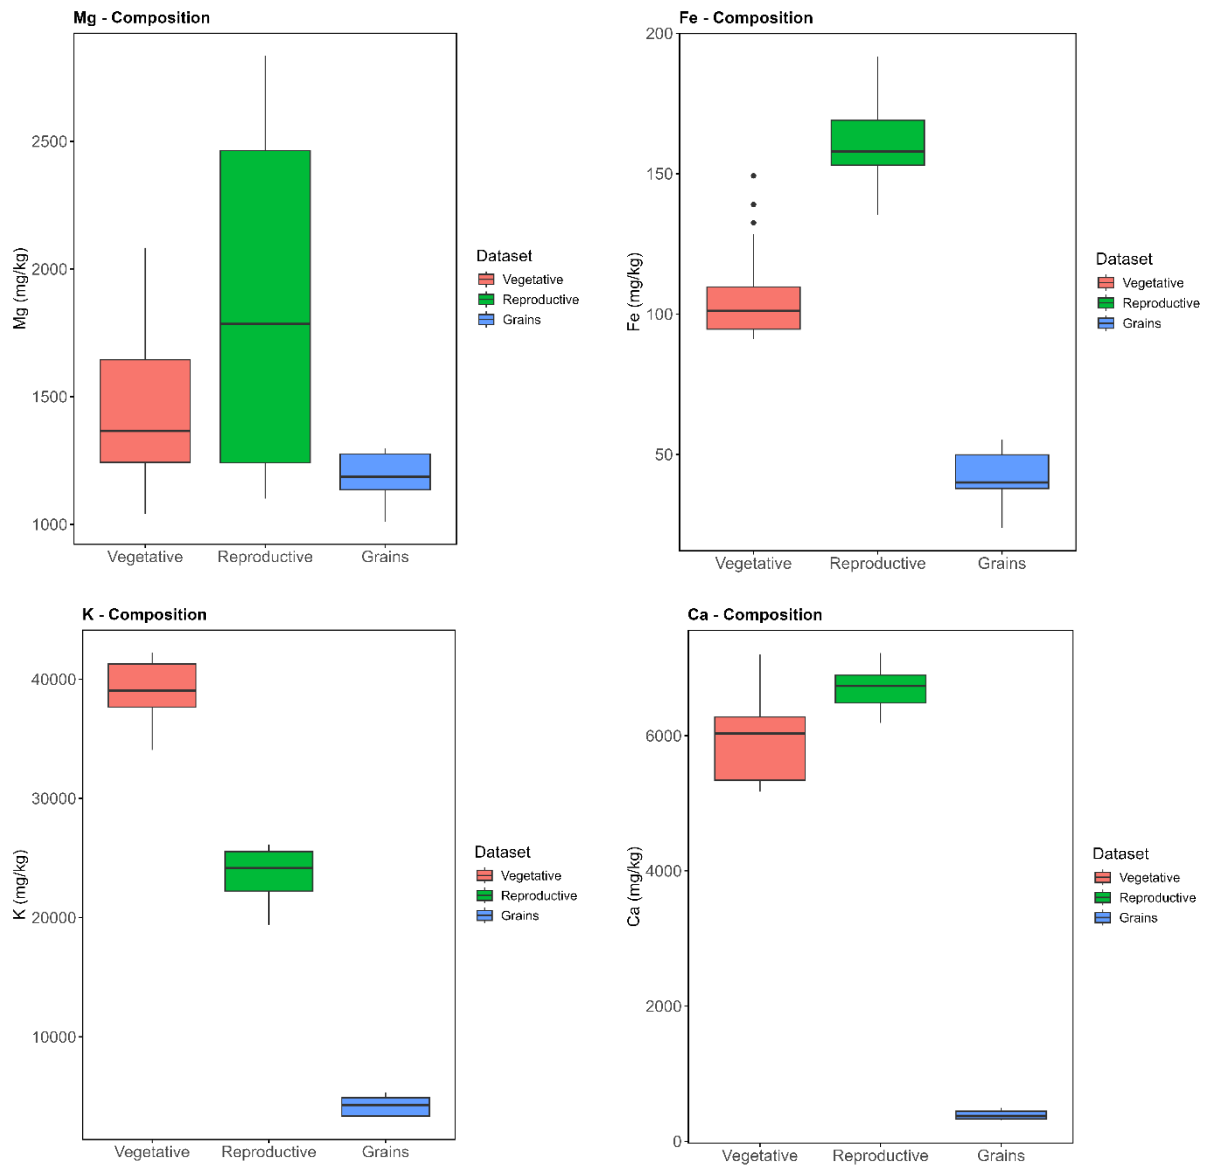 Mg - Composition
Mg (mg/kg)
2500
2000
1500
1000
Vegetative Reproductive Grains
Dataset
Vegetative
Reproductive
Grains
Fe - Composition
Fe (mg/kg)
200
150
100
50
Vegetative Reproductive Grains
Dataset
Vegetative
Reproductive
Grains
K - Composition
K (mg/kg)
40000
30000
20000
10000
Vegetative Reproductive Grains
Dataset
Vegetative
Reproductive
Grains
Ca - Composition
Ca (mg/kg)
6000
4000
2000
0
Vegetative Reproductive Grains
Dataset
Vegetative
Reproductive
Grains